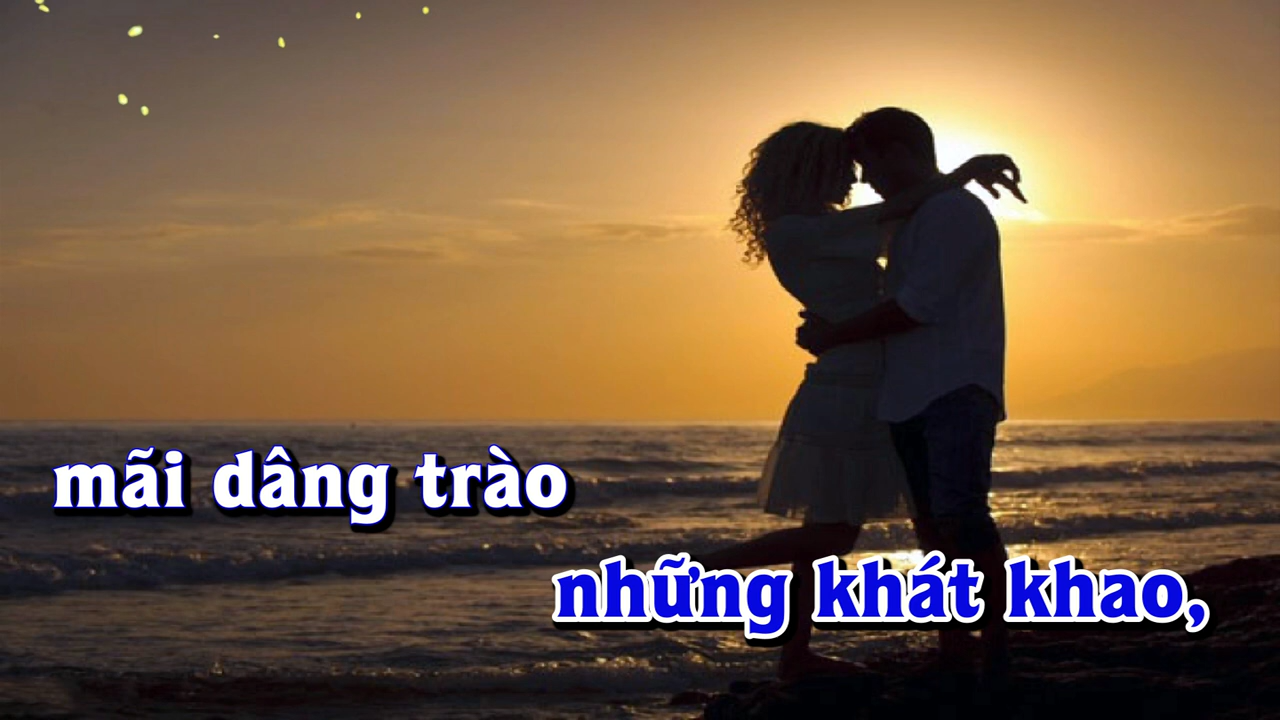 mãi dâng trào
những khát khao,